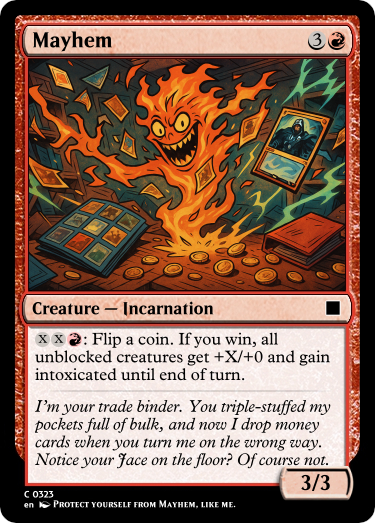 Mayhem 3
X X : Flip a coin. If you win, all
unblocked creatures get +X/+0 and gain
intoxicated until end of turn.
Creature — Incarnation
I'm your trade binder. You triple-stuffed my
pockets full of bulk, and now I drop money
cards when you turn me on the wrong way.
Notice your Jace on the floor? Of course not.
3/3
C 0323
en PROTECT YOURSELF FROM MAYHEM, LIKE ME.